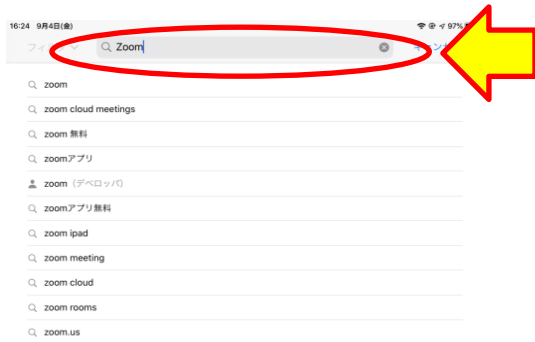 16:24 9月4日(金) 97%
Zoom
zoom
zoom cloud meetings
zoom 無料
zoomアプリ
zoom（デベロッパ）
zoomアプリ無料
zoom ipad
zoom meeting
zoom cloud
zoom rooms
zoom.us